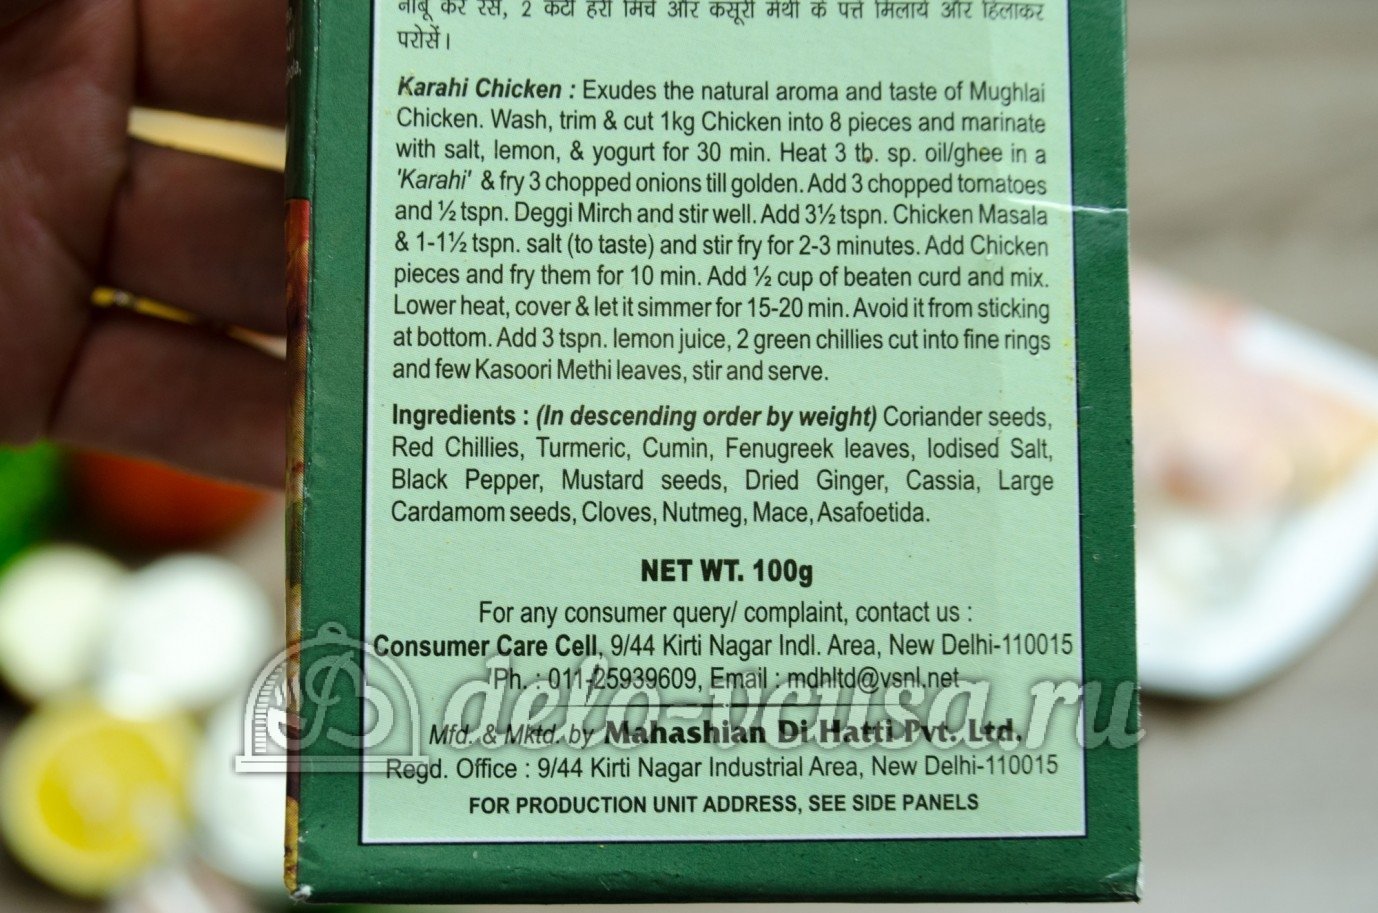 नींबू का रस, 2 कटी हरी मिर्च और कसूरी मेथी के पत्ते मिलायें और हिलाकर
परोसें।
Karahi Chicken : Exudes the natural aroma and taste of Mughlai
Chicken. Wash, trim & cut 1kg Chicken into 8 pieces and marinate
with salt, lemon, & yogurt for 30 min. Heat 3 tb. sp. oil/ghee in a
'Karahi' & fry 3 chopped onions till golden. Add 3 chopped tomatoes
and ½ tspn. Deggi Mirch and stir well. Add 3½ tspn. Chicken Masala
& 1-1½ tspn. salt (to taste) and stir fry for 2-3 minutes. Add Chicken
pieces and fry them for 10 min. Add ½ cup of beaten curd and mix.
Lower heat, cover & let it simmer for 15-20 min. Avoid it from sticking
at bottom. Add 3 tspn. lemon juice, 2 green chillies cut into fine rings
and few Kasoori Methi leaves, stir and serve.
Ingredients : (In descending order by weight) Coriander seeds,
Red Chillies, Turmeric, Cumin, Fenugreek leaves, Iodised Salt,
Black Pepper, Mustard seeds, Dried Ginger, Cassia, Large
Cardamom seeds, Cloves, Nutmeg, Mace, Asafoetida.
NET WT. 100g
For any consumer query/ complaint, contact us :
Consumer Care Cell, 9/44 Kirti Nagar Indl. Area, New Delhi-110015
Ph. : 011-25939609, Email : mdhltd@vsnl.net
delo-vcusa.ru
Mfd. & Mktd. by Mahashian Di Hatti Pvt. Ltd.
Regd. Office : 9/44 Kirti Nagar Industrial Area, New Delhi-110015
FOR PRODUCTION UNIT ADDRESS, SEE SIDE PANELS